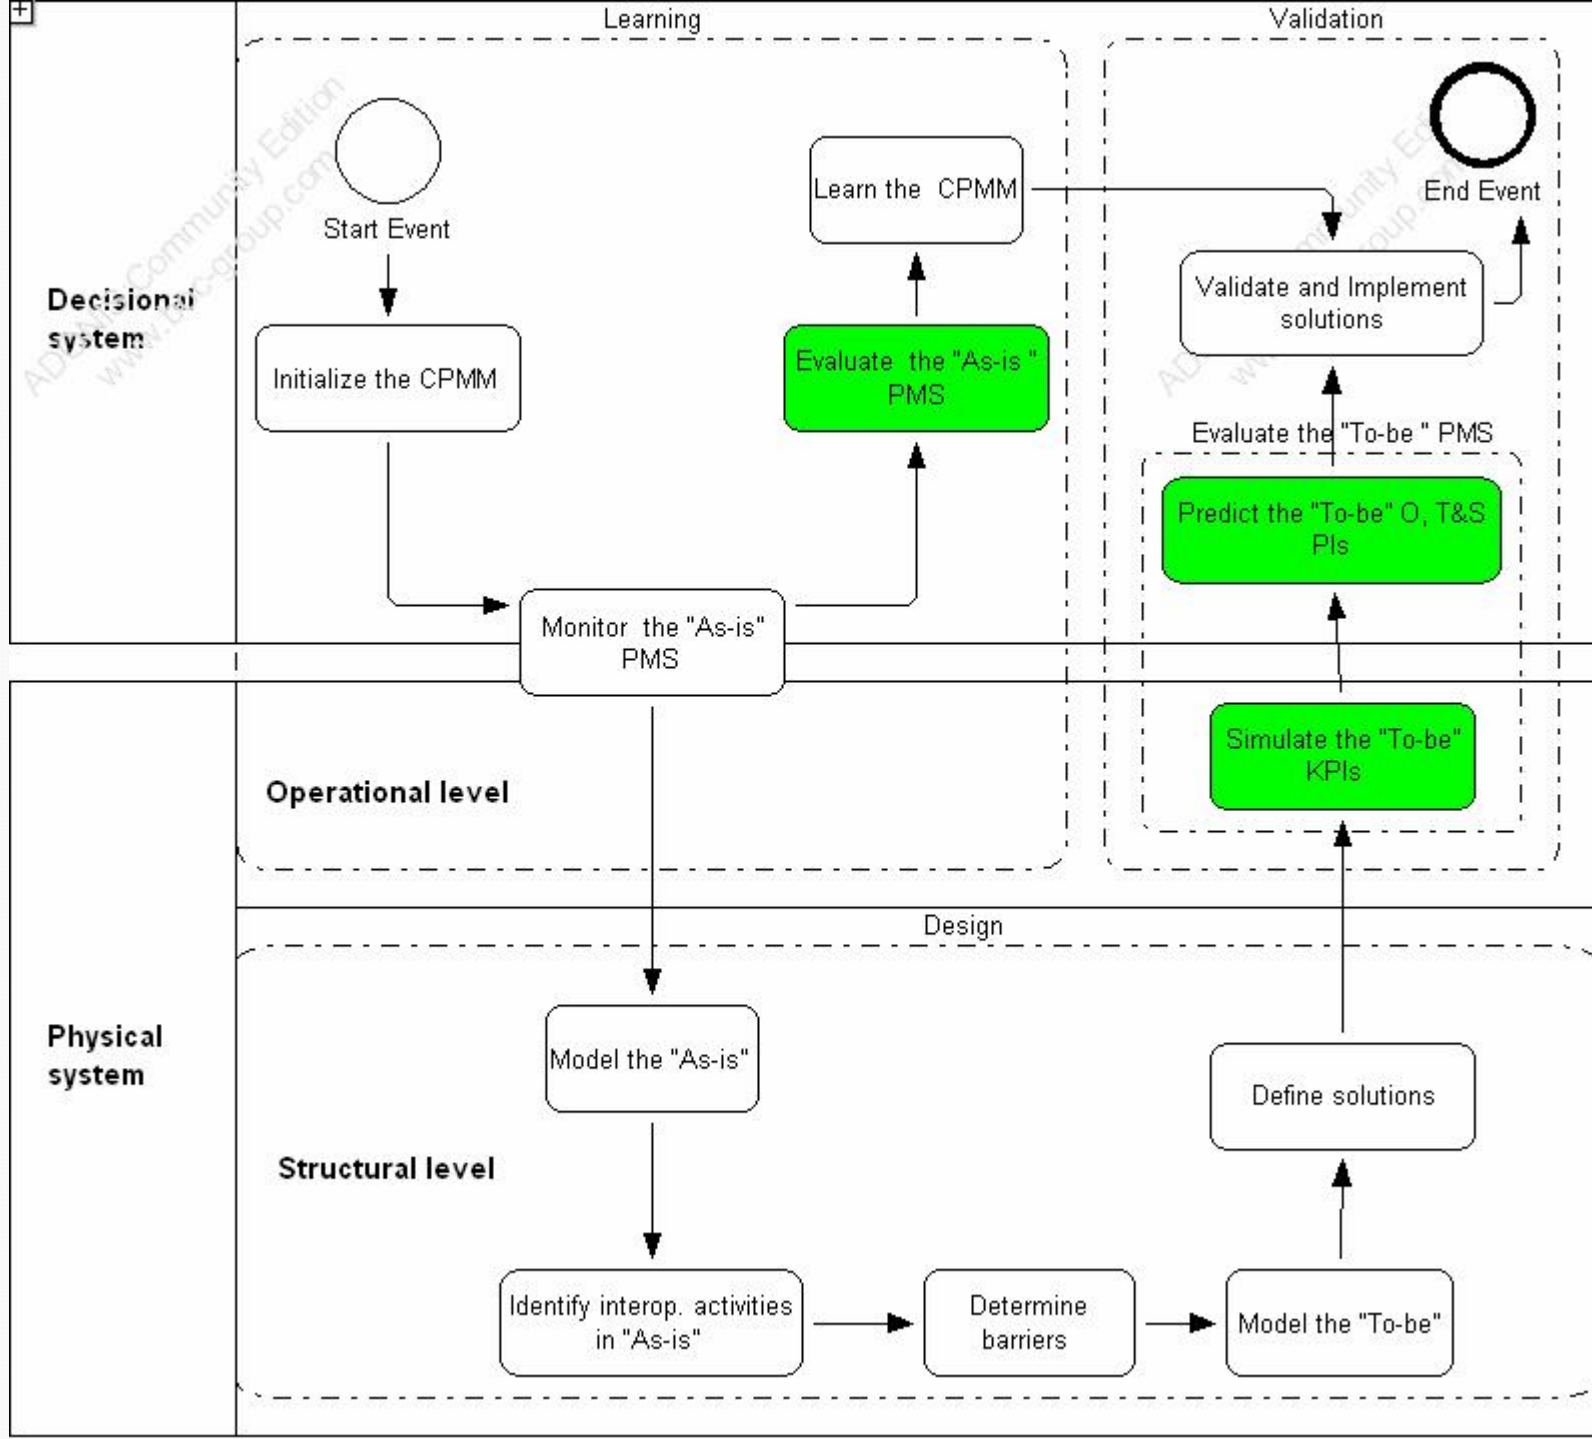 Learning
Validation
Start Event
End Event
Learn the CPMM
Decisional
system
Initialize the CPMM
Evaluate the "As-is "
PMS
Validate and Implement
solutions
Evaluate the "To-be " PMS
Predict the "To-be" O, T&S
PIs
Monitor the "As-is"
PMS
Simulate the "To-be"
KPIs
Operational level
Design
Physical
system
Model the "As-is"
Define solutions
Structural level
Identify interop. activities
in "As-is"
Determine
barriers
Model the "To-be"